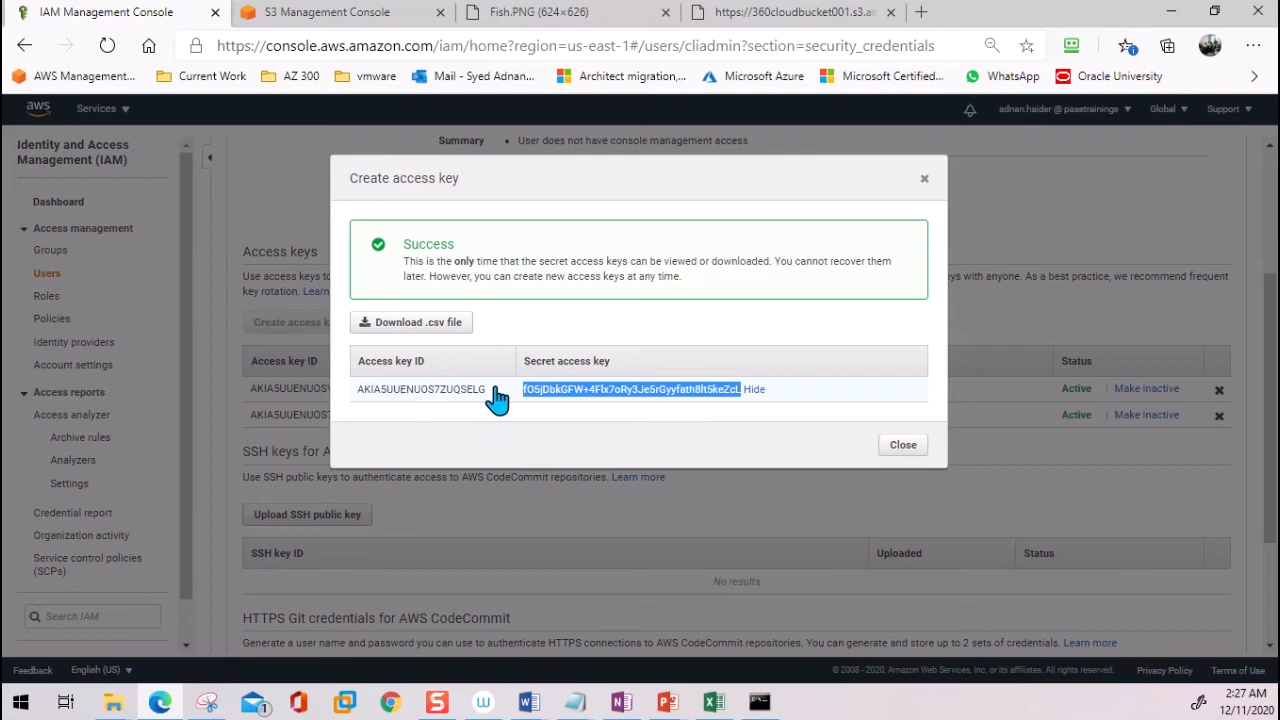 IAM Management Console
S3 Management Console
Fish.PNG (624×626)
https://360cloudbucket001.s3.am
https://console.aws.amazon.com/iam/home?region=us-east-1#/users/cliadmin?section=security_credentials
AWS Management...
Current Work
AZ 300
vmware
Mail - Syed Adnan...
Architect migration,...
Microsoft Azure
Microsoft Certified...
WhatsApp
Oracle University
aws
Services
adnan.haider @ paastrainings
Global
Support
Identity and Access
Management (IAM)
Dashboard
Access management
Groups
Users
Roles
Policies
Identity providers
Account settings
Access reports
Access analyzer
Archive rules
Analyzers
Settings
Credential report
Organization activity
Service control policies
(SCPs)
Search IAM
Summary
User does not have console management access
Create access key
Success
This is the only time that the secret access keys can be viewed or downloaded. You cannot recover them
later. However, you can create new access keys at any time.
Download .csv file
Access key ID Secret access key
[access key ID redacted] [secret access key redacted] Hide
Close
Access keys
Use access keys to
ys with anyone. As a best practice, we recommend frequent
key rotation. Learn
Create access k
Access key ID
Status
Active | Make inactive
Active | Make inactive
SSH keys for A
Use SSH public keys to authenticate access to AWS CodeCommit repositories. Learn more
Upload SSH public key
SSH key ID Uploaded Status
No results
HTTPS Git credentials for AWS CodeCommit
Generate a user name and password you can use to authenticate HTTPS connections to AWS CodeCommit repositories. You can generate and store up to 2 sets of credentials. Learn more
Feedback
English (US)
© 2008 - 2020, Amazon Web Services, Inc. or its affiliates. All rights reserved.
Privacy Policy
Terms of Use
2:27 AM
12/11/2020